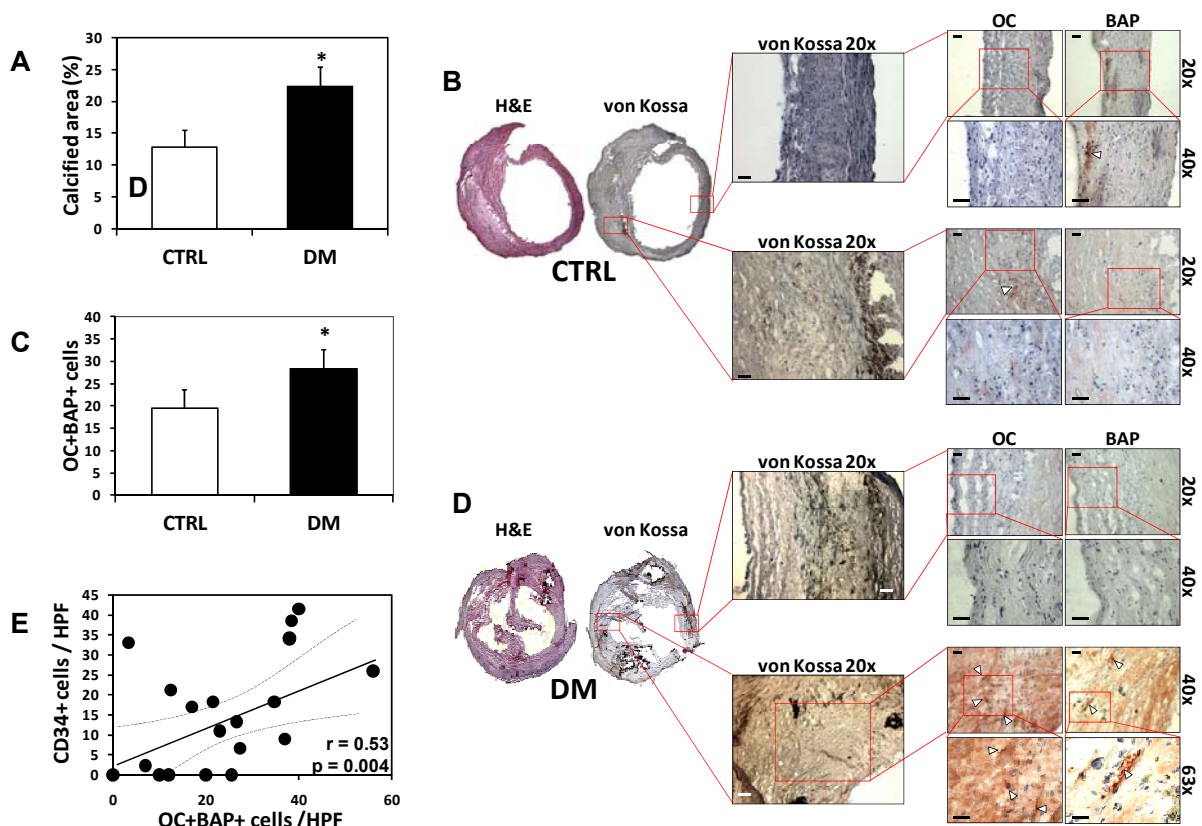 A
Calcified area (%)
30
25
20
15
10
5
0
*
D
CTRL
DM
B
H&E
von Kossa
CTRL
von Kossa 20x
von Kossa 20x
OC
BAP
20x
40x
20x
40x
C
OC+BAP+ cells
40
35
30
25
20
15
10
5
0
*
CTRL
DM
D
H&E
von Kossa
DM
von Kossa 20x
von Kossa 20x
OC
BAP
20x
40x
40x
63x
E
CD34+ cells / HPF
45
40
35
30
25
20
15
10
5
0
r = 0.53
p = 0.004
0
20
40
60
OC+BAP+ cells /HPF